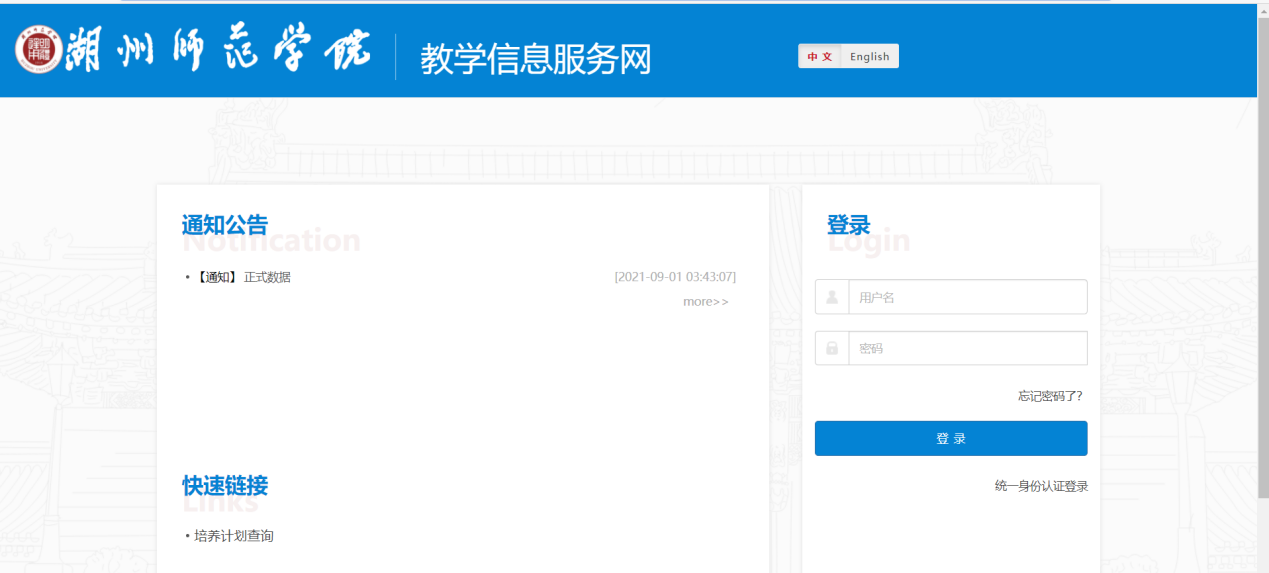 湖州师范学院
教学信息服务网
中文 English
通知公告
Notification
• 【通知】 正式数据 [2021-09-01 03:43:07]
more>>
快速链接
Links
• 培养计划查询
登录
Login
用户名
密码
忘记密码了?
登 录
统一身份认证登录